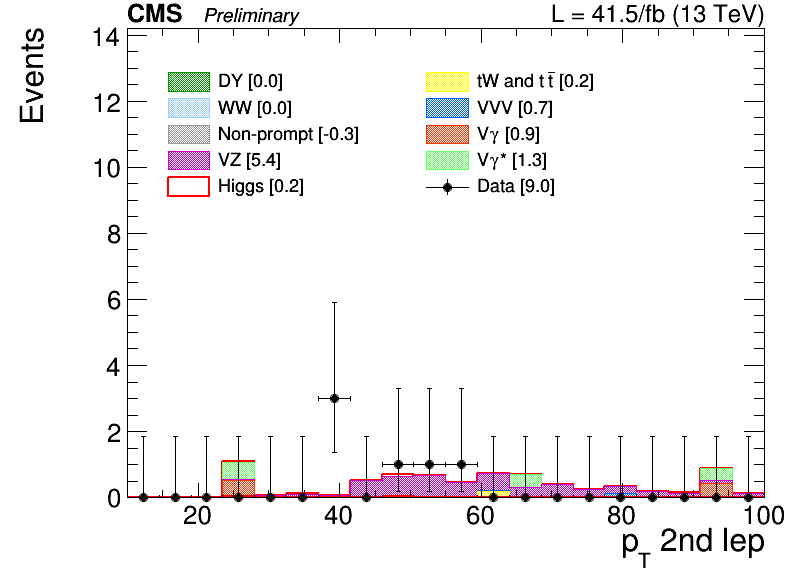 CMS Preliminary L = 41.5/fb (13 TeV)
Events
14
12
10
8
6
4
2
0
DY [0.0]
WW [0.0]
Non-prompt [-0.3]
VZ [5.4]
Higgs [0.2]
tW and tt̅ [0.2]
VVV [0.7]
Vγ [0.9]
Vγ* [1.3]
Data [9.0]
20 40 60 80 100
p_T 2nd lep